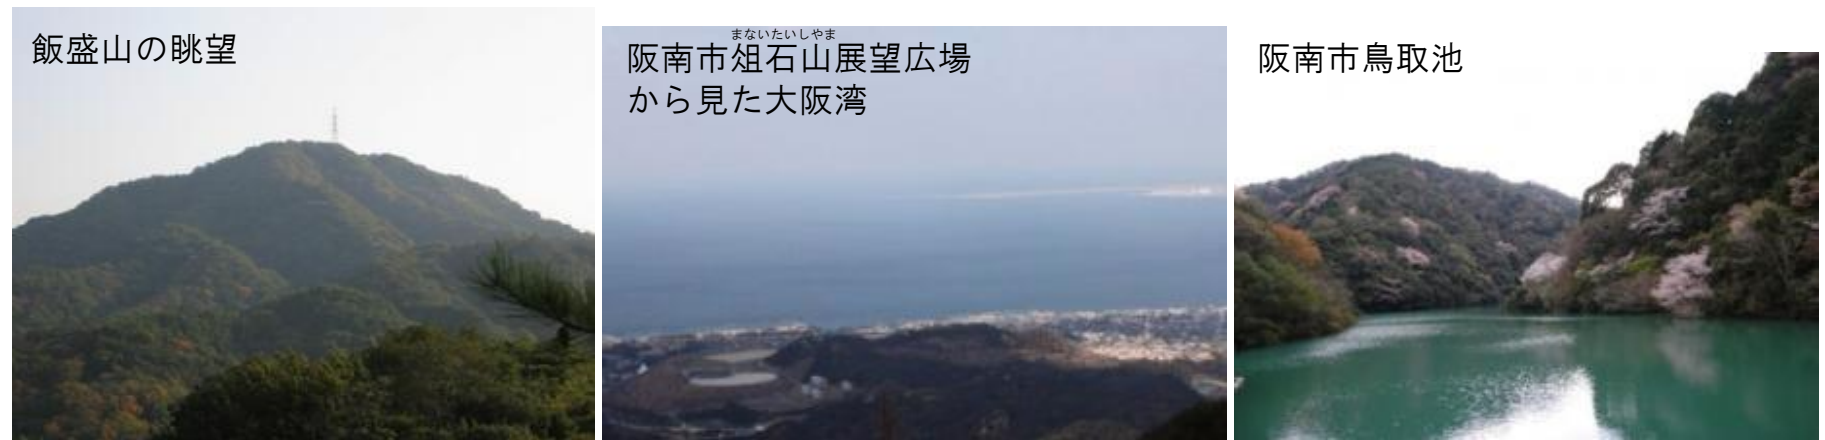 飯盛山の眺望
まないたいしやま
阪南市俎石山展望広場
から見た大阪湾
阪南市鳥取池